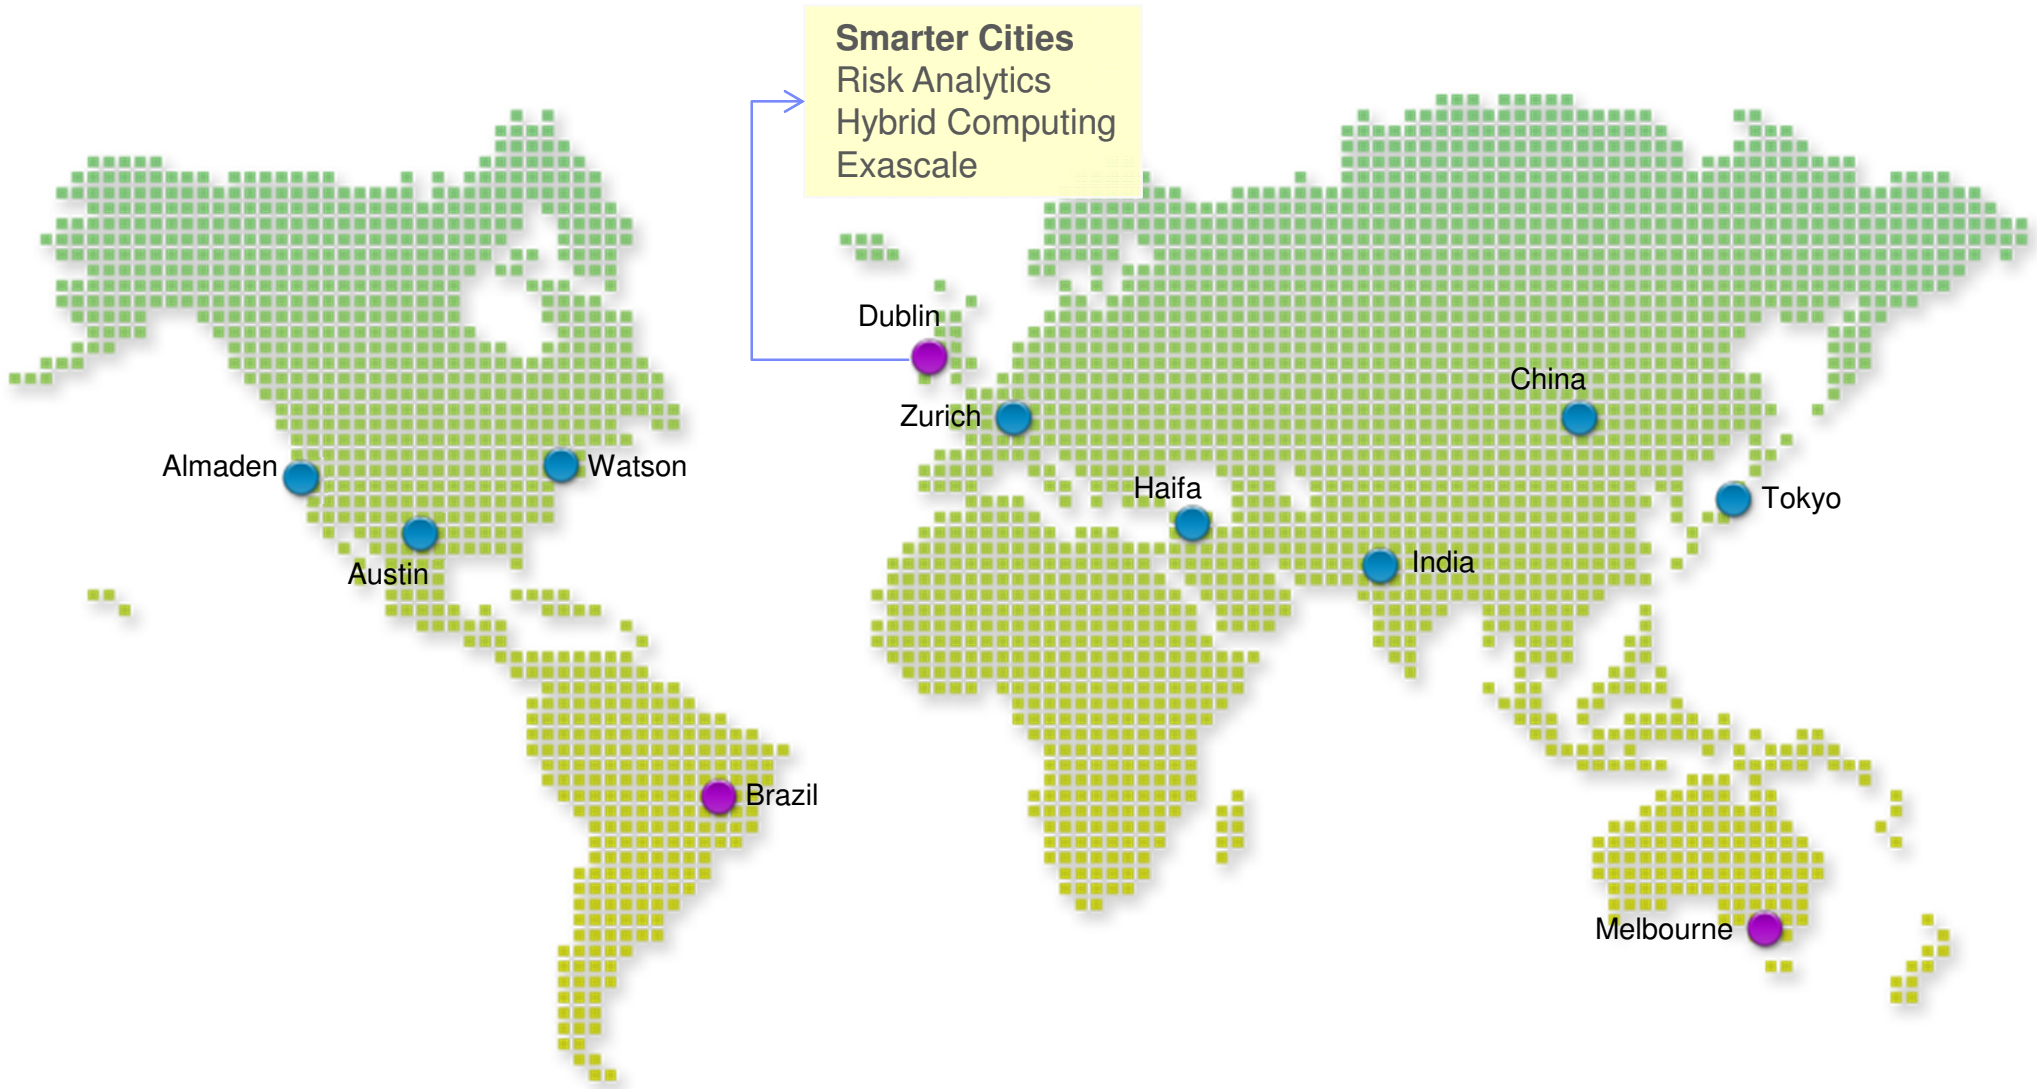 Smarter Cities
Risk Analytics
Hybrid Computing
Exascale
Dublin
China
Zurich
Almaden
Watson
Haifa
Tokyo
India
Austin
Brazil
Melbourne